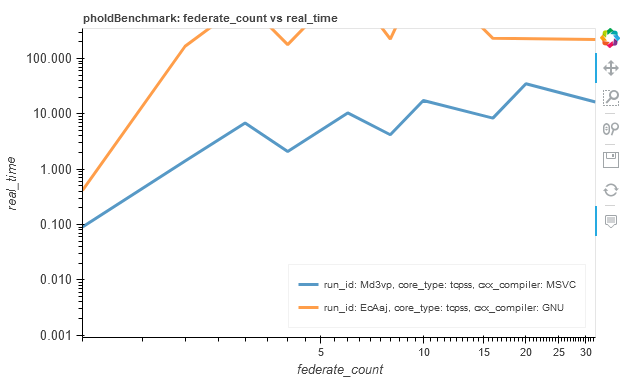 pholdBenchmark: federate_count vs real_time
100.000
10.000
1.000
0.100
0.010
0.001
real_time
run_id: Md3vp, core_type: tcpss, cxx_compiler: MSVC
run_id: EcAaj, core_type: tcpss, cxx_compiler: GNU
5
10
15
20
25
30
federate_count